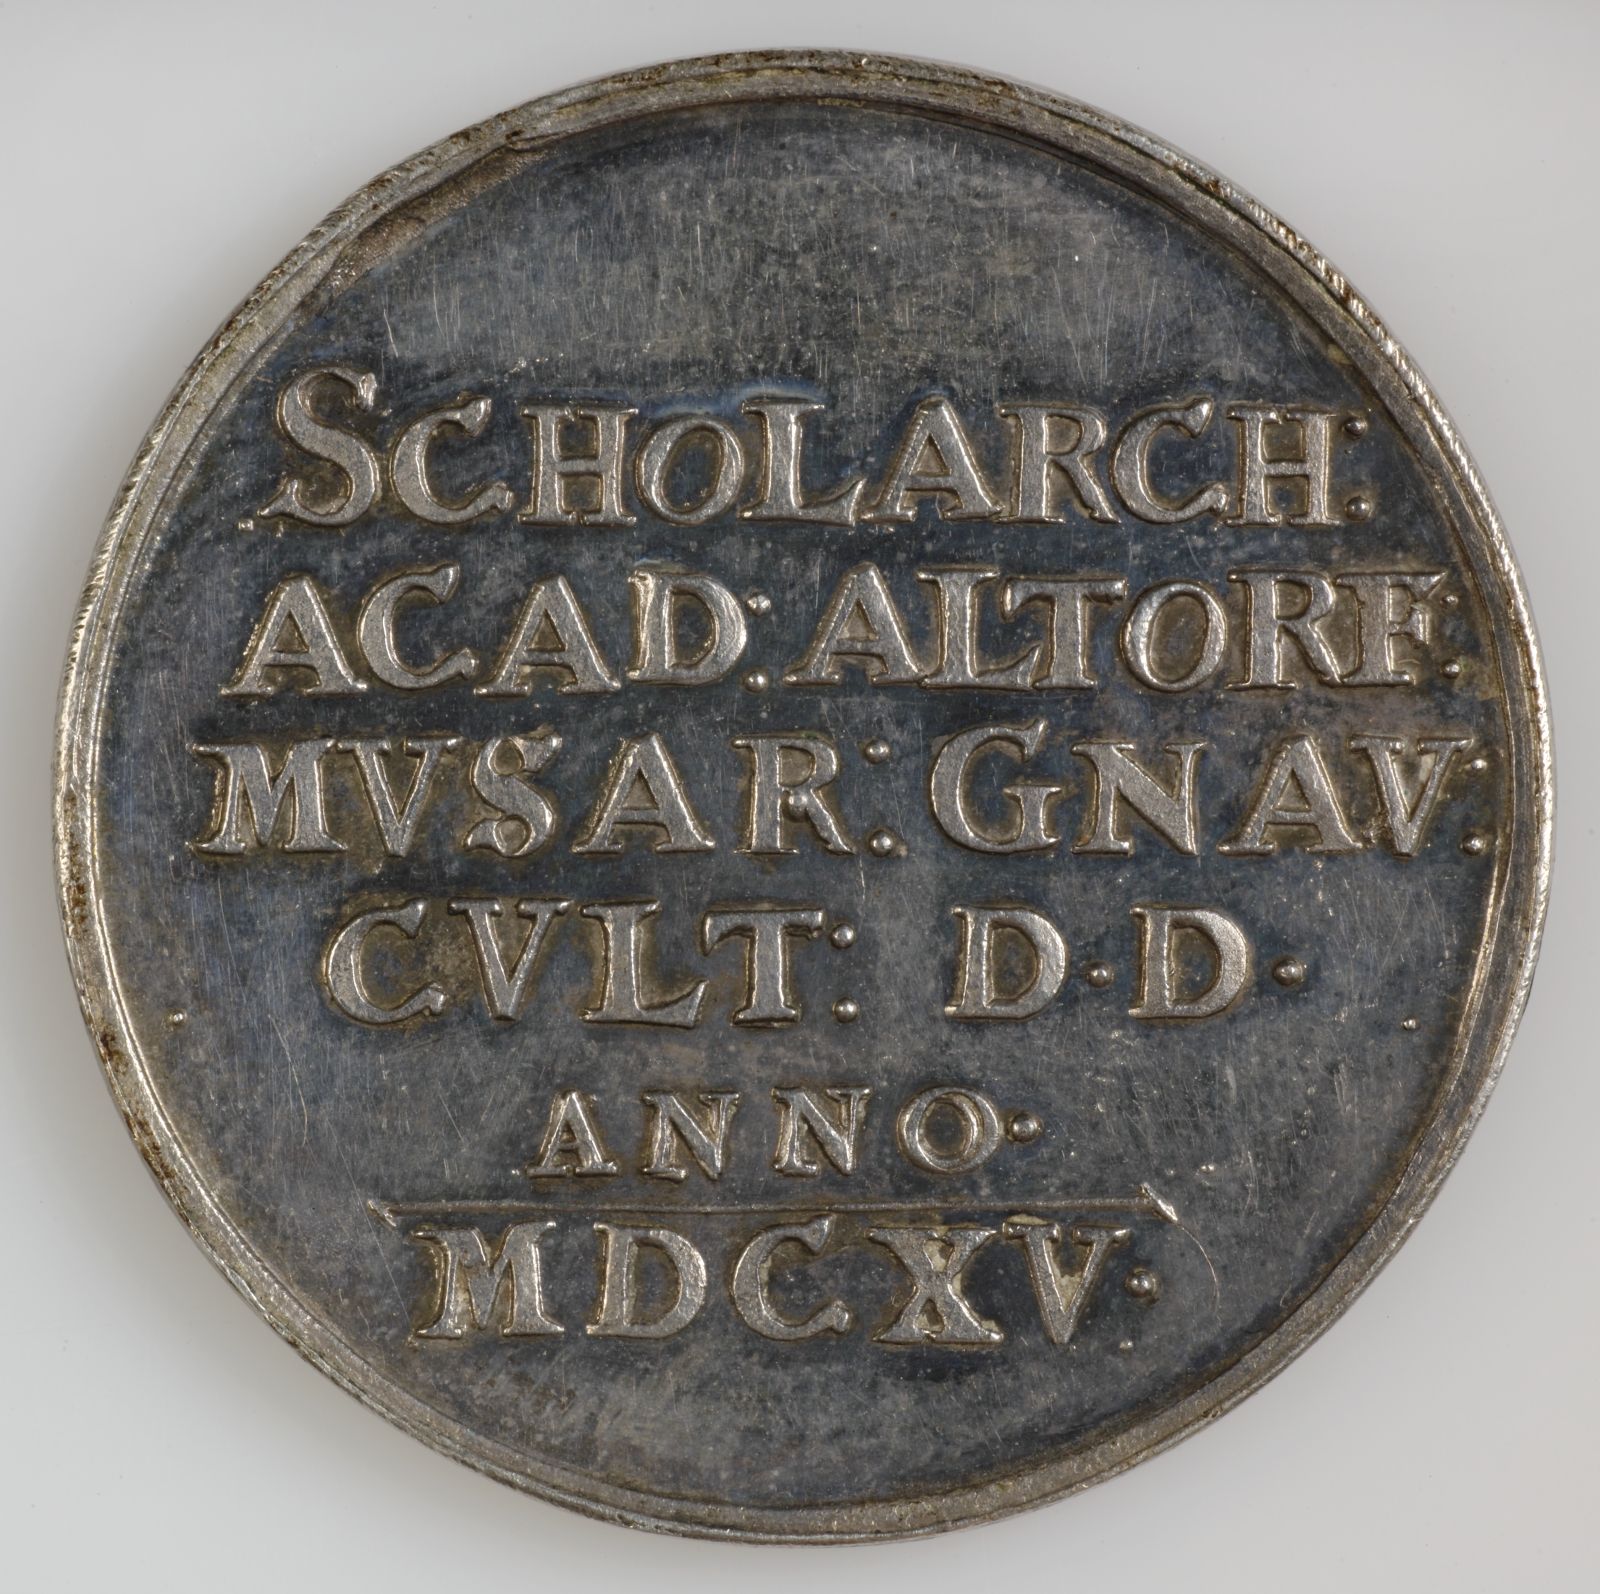 SCHOLARCH:
ACAD: ALTORF:
MVSAR: GNAV:
CVLT: D·D·
ANNO·
MDCXV·